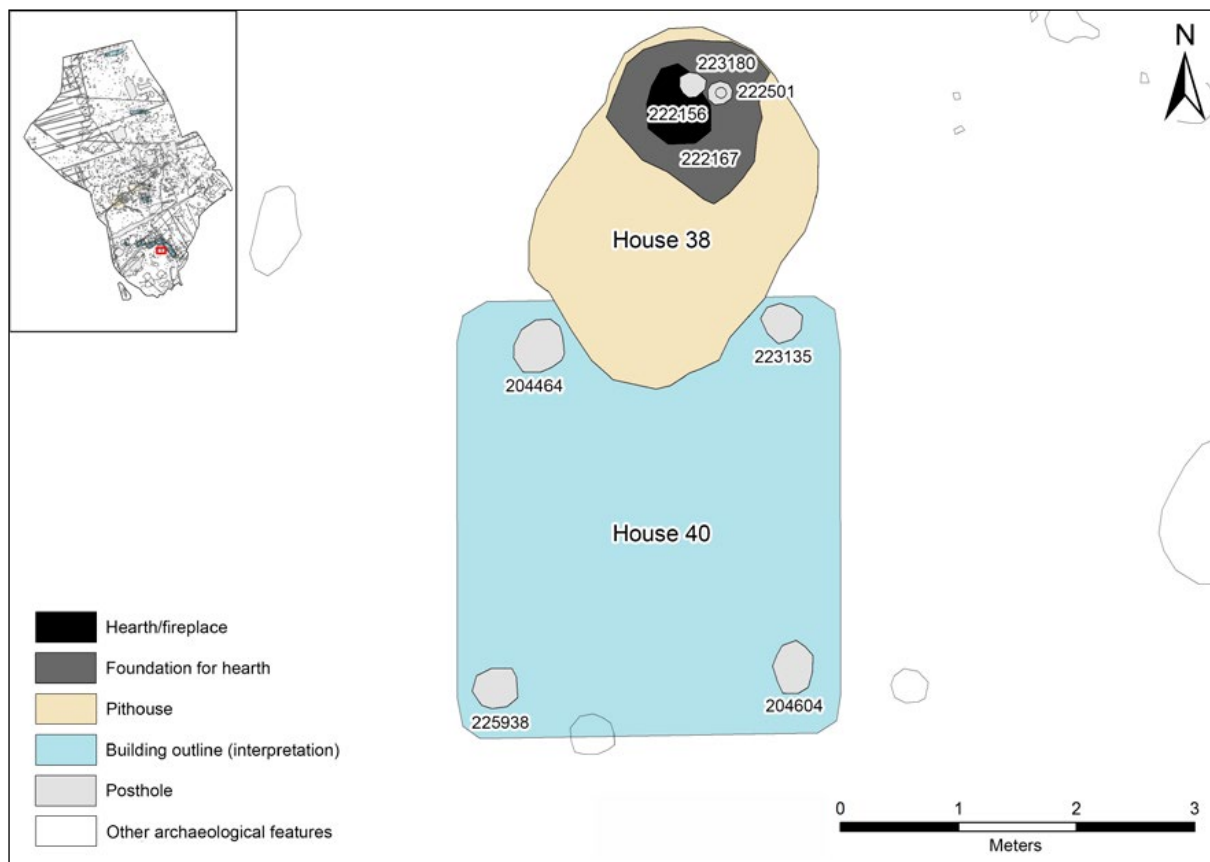 N
223180
222501
222156
222167
House 38
223135
204464
House 40
225938
204604
Hearth/fireplace
Foundation for hearth
Pithouse
Building outline (interpretation)
Posthole
Other archaeological features
0 1 2 3
Meters